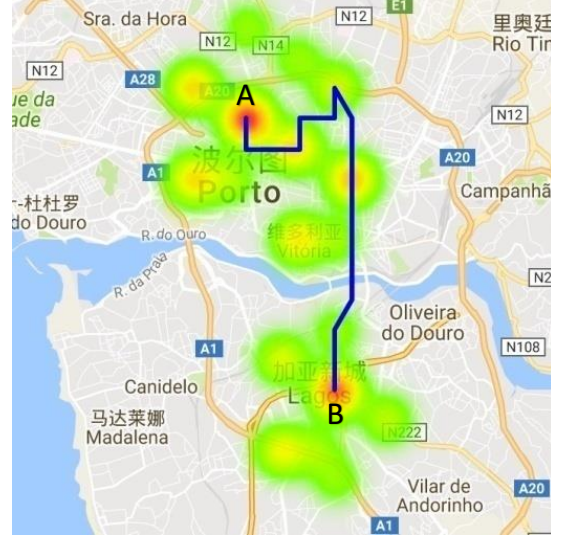 Sra. da Hora
N12
E1
里奥廷
Rio Tin
N12
N14
N12
A28
A20
A
ue da
ade
N12
波尔图
Porto
A1
A20
Campanhã
-杜杜罗
do Douro
R. do Ouro
维多利亚
Vitória
R. da Prava
N2
Oliveira
do Douro
A1
N108
加亚新城
Lagos
Canidelo
B
马达莱娜
Madalena
N222
Vilar de
Andorinho
A20
A1